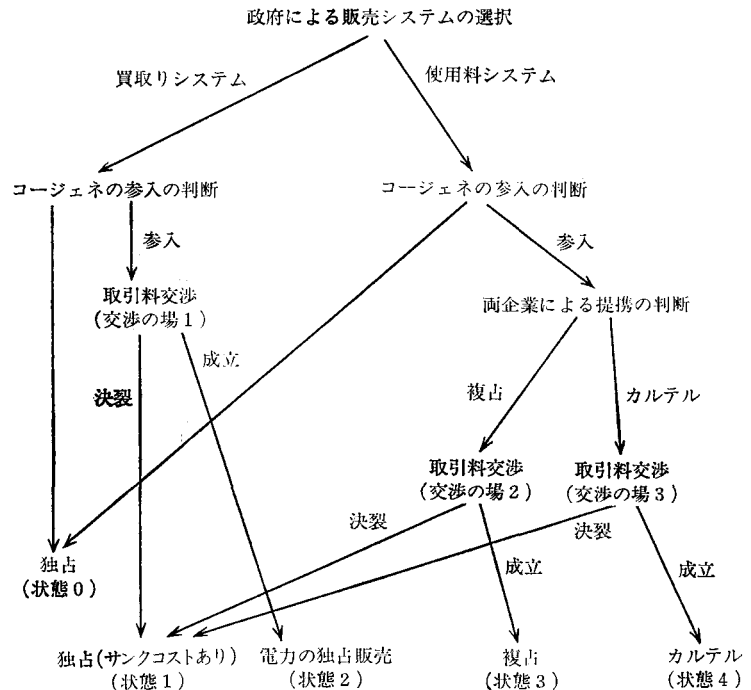 政府による販売システムの選択
買取りシステム
使用料システム
コージェネの参入の判断
コージェネの参入の判断
参入
参入
取引料交渉
(交渉の場1)
両企業による提携の判断
成立
決裂
複占
カルテル
取引料交渉
(交渉の場2)
取引料交渉
(交渉の場3)
決裂
決裂
独占
(状態0)
成立
成立
独占(サンクコストあり)
(状態1)
電力の独占販売
(状態2)
複占
(状態3)
カルテル
(状態4)